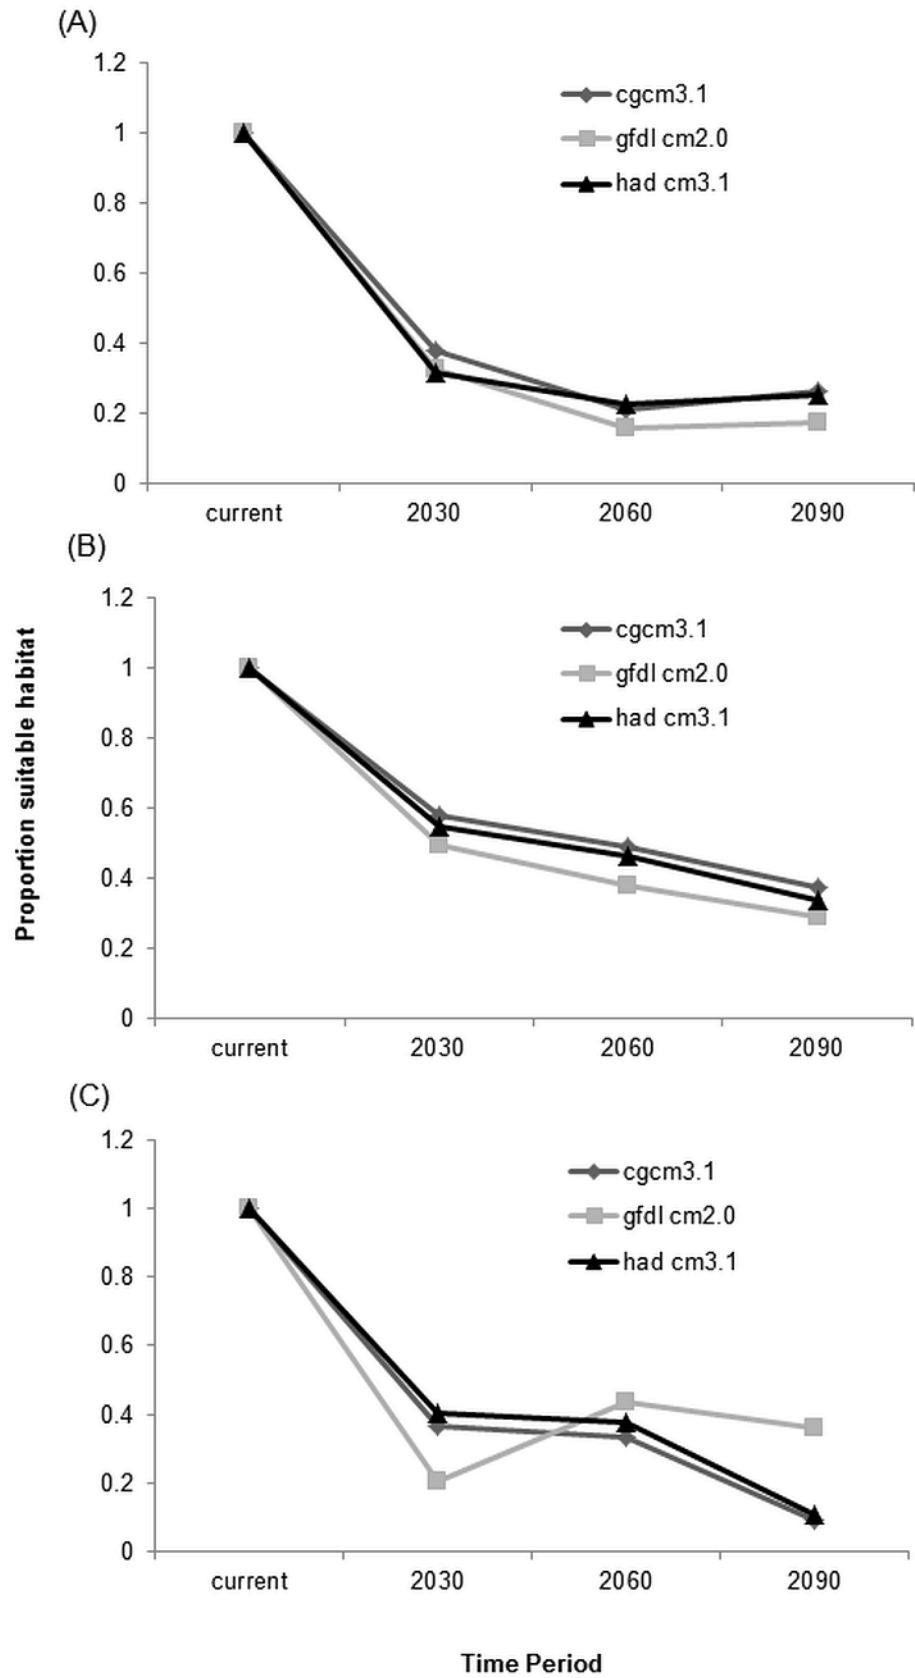 (A)
1.2
1
0.8
0.6
0.4
0.2
0
cgcm3.1
gfdl cm2.0
had cm3.1
current 2030 2060 2090
(B)
Proportion suitable habitat
1.2
1
0.8
0.6
0.4
0.2
0
cgcm3.1
gfdl cm2.0
had cm3.1
current 2030 2060 2090
(C)
1.2
1
0.8
0.6
0.4
0.2
0
cgcm3.1
gfdl cm2.0
had cm3.1
current 2030 2060 2090
Time Period